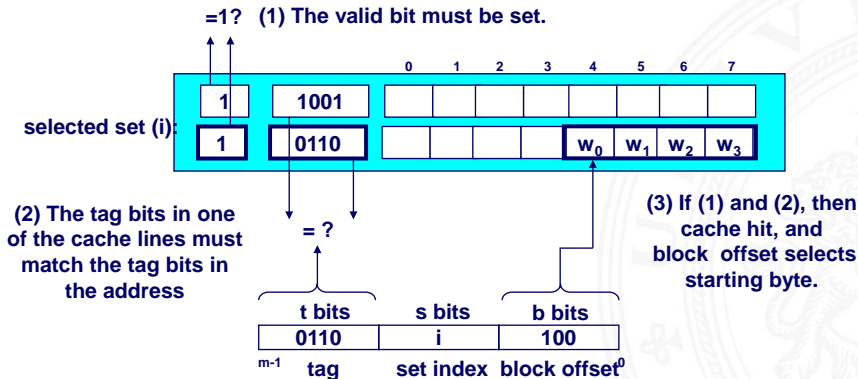 =1? (1) The valid bit must be set.
0 1 2 3 4 5 6 7
1 1001
selected set (i):
1 0110 w0 w1 w2 w3
(2) The tag bits in one
of the cache lines must
match the tag bits in
the address
= ?
(3) If (1) and (2), then
cache hit, and
block offset selects
starting byte.
t bits s bits b bits
0110 i 100
m-1 tag set index block offset 0